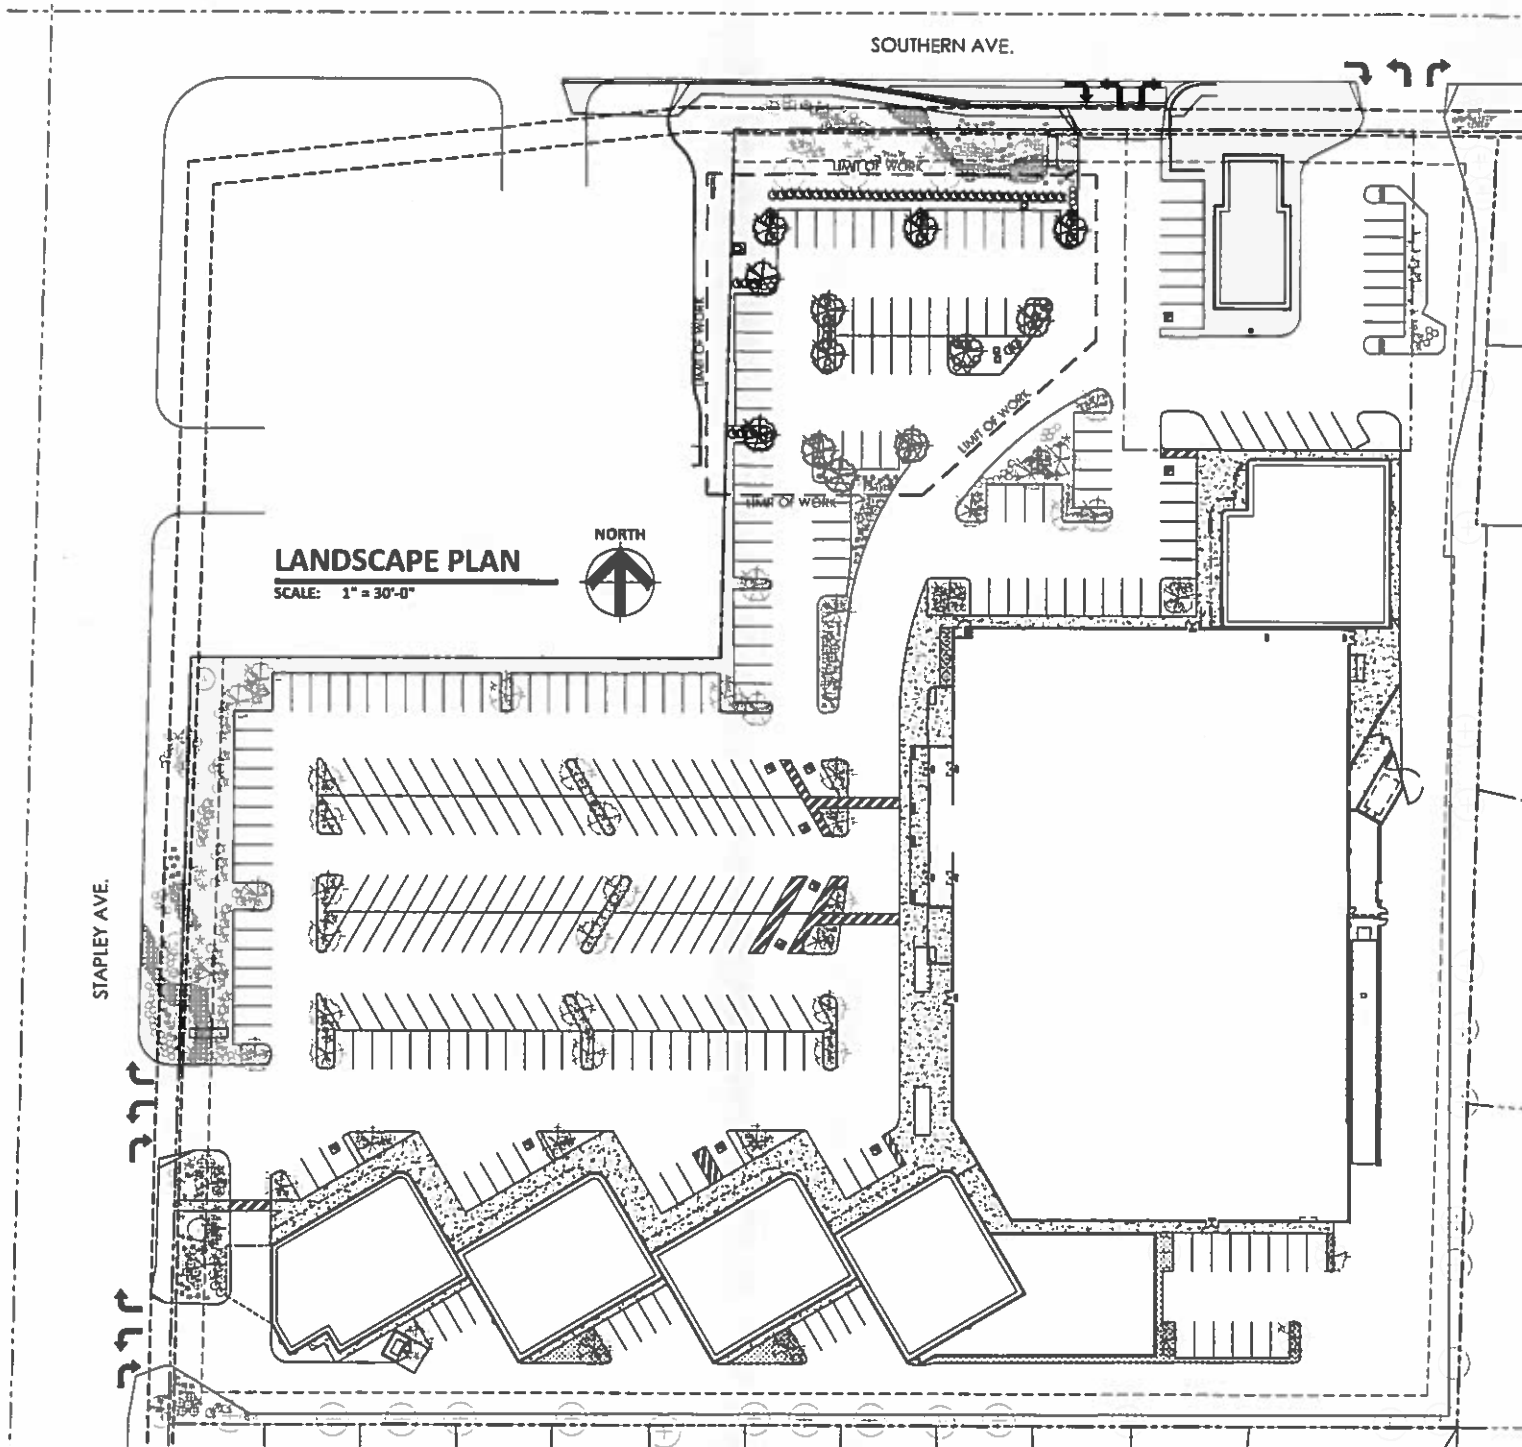 SOUTHERN AVE.
LIMIT OF WORK
LIMIT OF WORK
LIMIT OF WORK
LIMIT OF WORK
NORTH
LANDSCAPE PLAN
SCALE: 1" = 30'-0"
STAPLEY AVE.